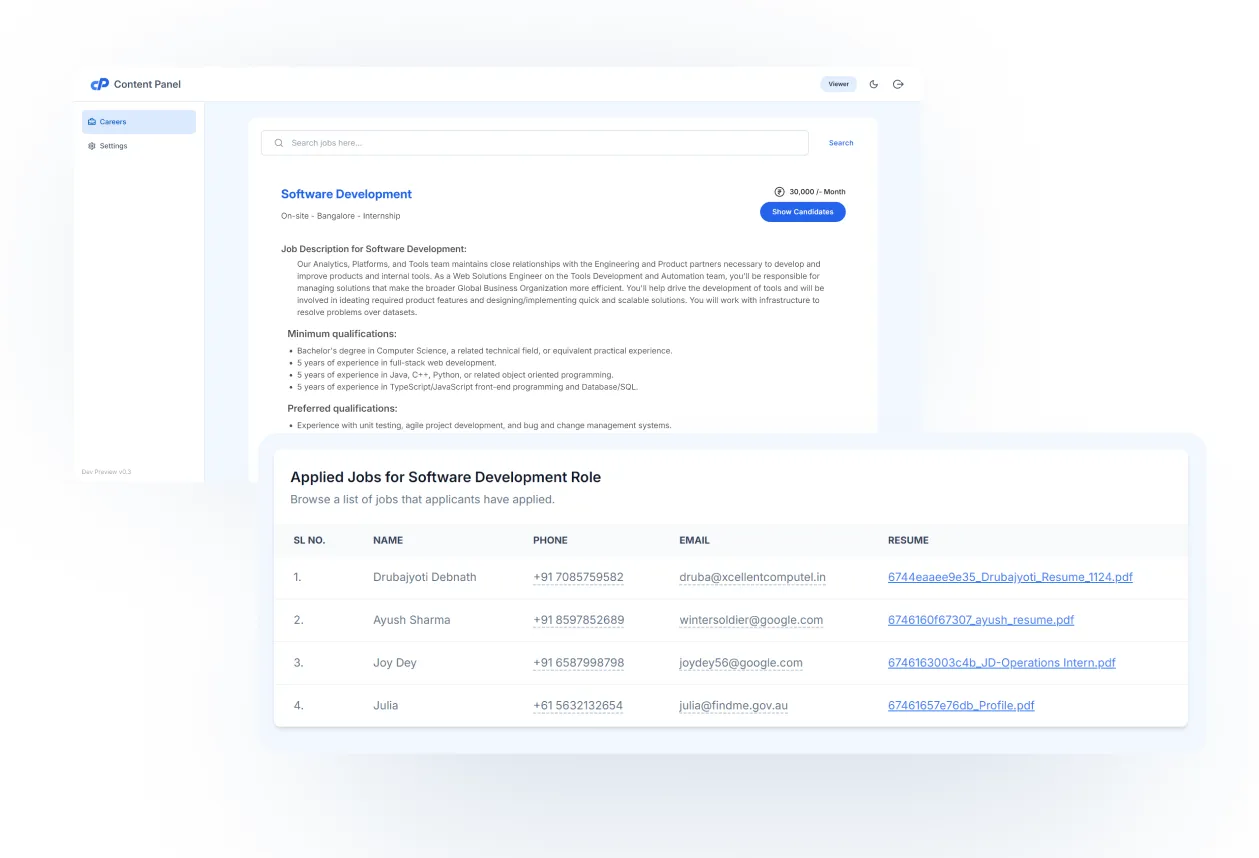 Content Panel
Viewer
Careers
Settings
Search jobs here...
Search
Software Development
30,000 /- Month
On-site - Bangalore - Internship
Show Candidates
Job Description for Software Development:
Our Analytics, Platforms, and Tools team maintains close relationships with the Engineering and Product partners necessary to develop and
improve products and internal tools. As a Web Solutions Engineer on the Tools Development and Automation team, you'll be responsible for
managing solutions that make the broader Global Business Organization more efficient. You'll help drive the development of tools and will be
involved in ideating required product features and designing/implementing quick and scalable solutions. You will work with infrastructure to
resolve problems over datasets.
Minimum qualifications:
• Bachelor's degree in Computer Science, a related technical field, or equivalent practical experience.
• 5 years of experience in full-stack web development.
• 5 years of experience in Java, C++, Python, or related object oriented programming.
• 5 years of experience in TypeScript/JavaScript front-end programming and Database/SQL.
Preferred qualifications:
• Experience with unit testing, agile project development, and bug and change management systems.
Dev Preview v0.3
Applied Jobs for Software Development Role
Browse a list of jobs that applicants have applied.
SL NO. NAME PHONE EMAIL RESUME
1. Drubajyoti Debnath +91 7085759582 druba@xcellentcomputel.in 6744eaaee9e35_Drubajyoti_Resume_1124.pdf
2. Ayush Sharma +91 8597852689 wintersoldier@google.com 6746160f67307_ayush_resume.pdf
3. Joy Dey +91 6587998798 joydey56@google.com 6746163003c4b_JD-Operations Intern.pdf
4. Julia +61 5632132654 julia@findme.gov.au 67461657e76db_Profile.pdf